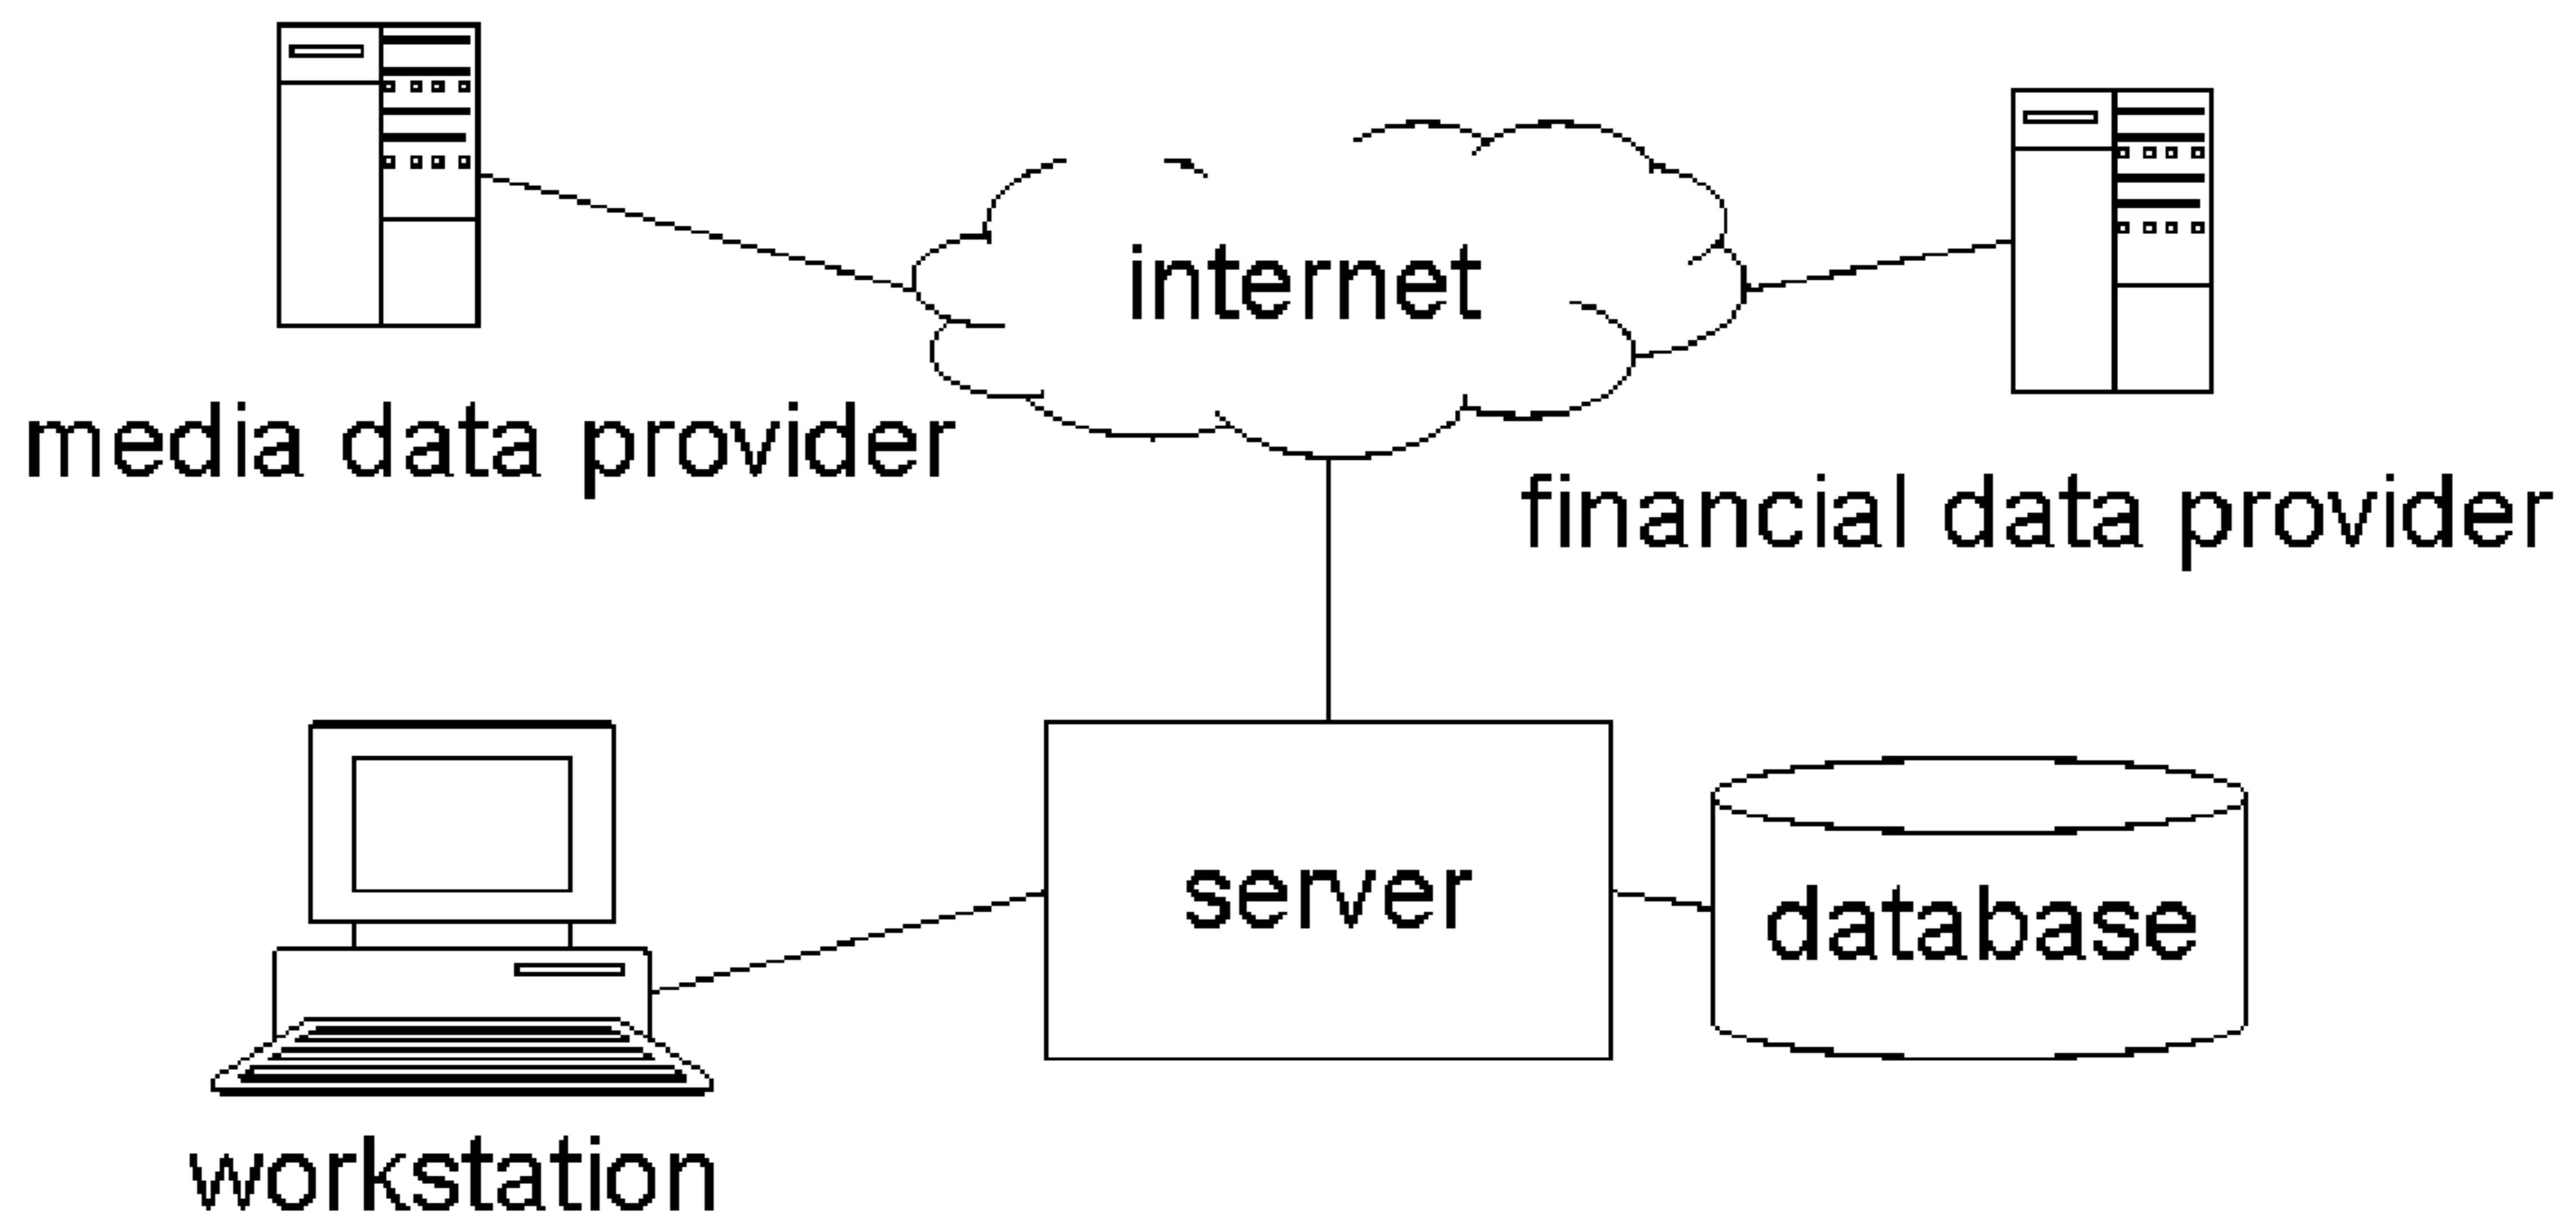 internet
media data provider
financial data provider
server
database
workstation